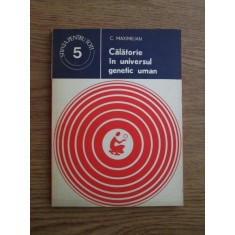 ȘTIINȚA PENTRU TOȚI
5
C. MAXIMILIAN
Călătorie
în universul
genetic uman